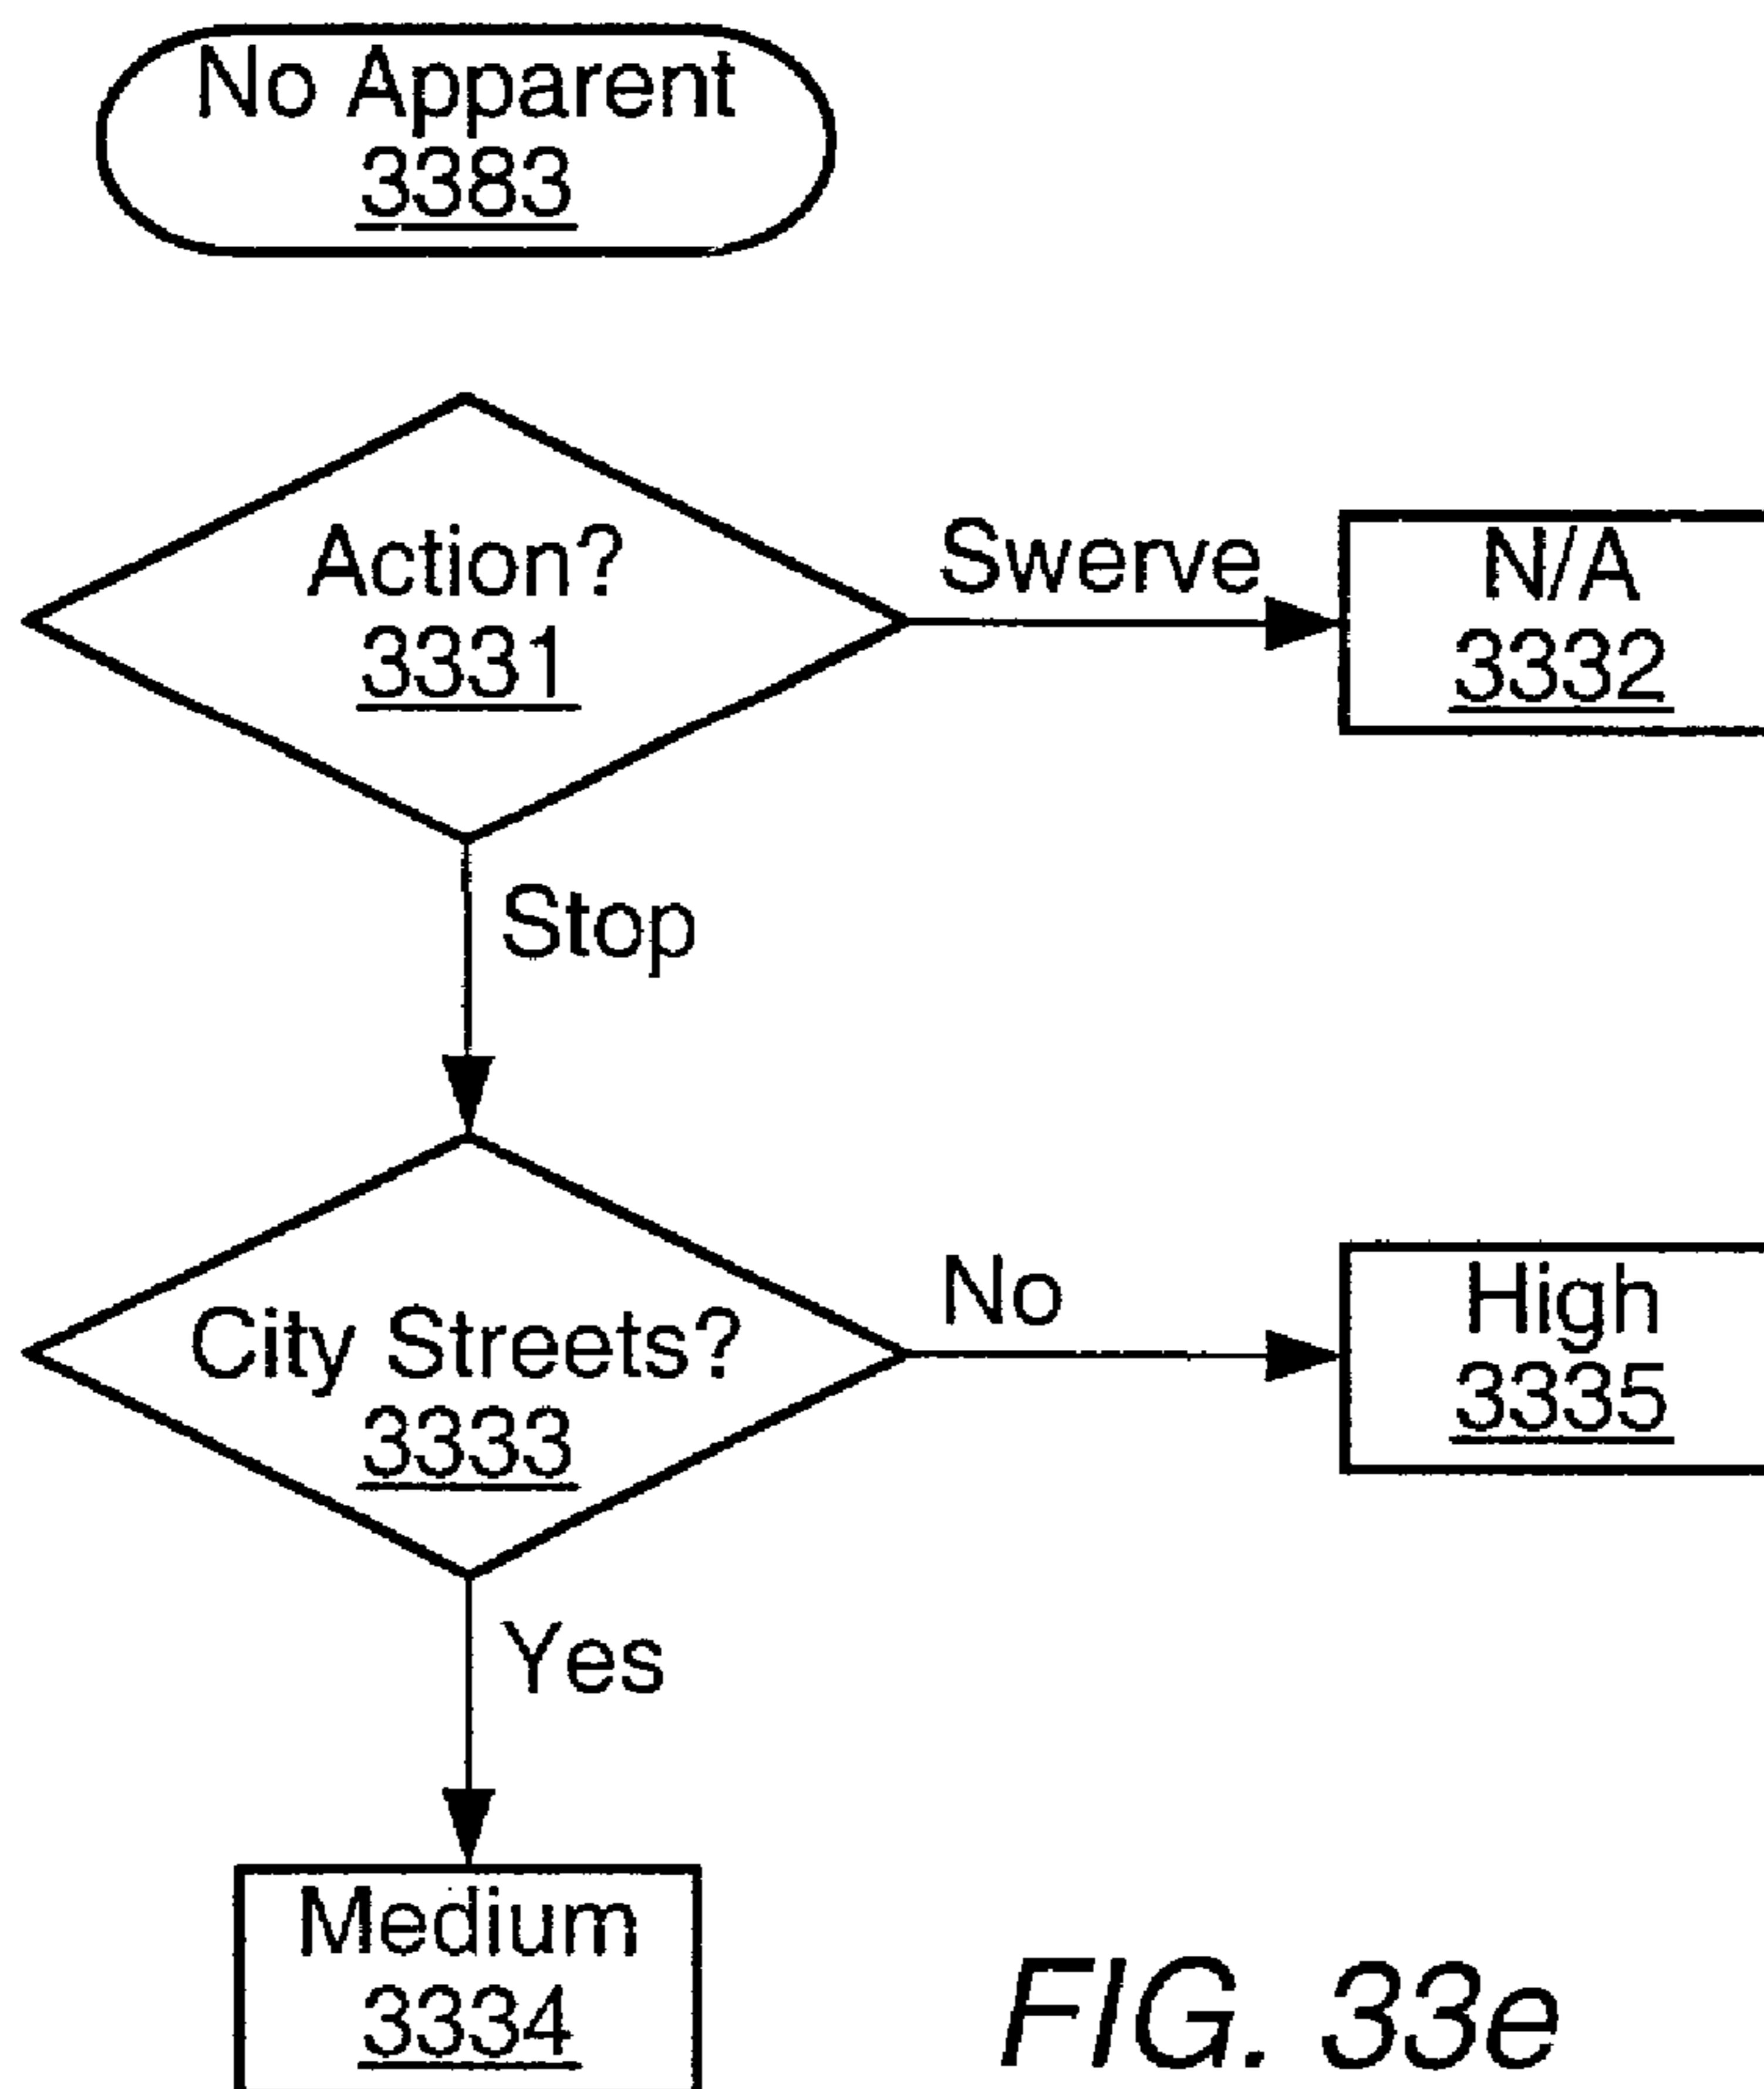 No Apparent
3383
Action?
3331
Swerve
N/A
3332
Stop
City Streets?
3333
No
High
3335
Yes
Medium
3334
FIG. 33e